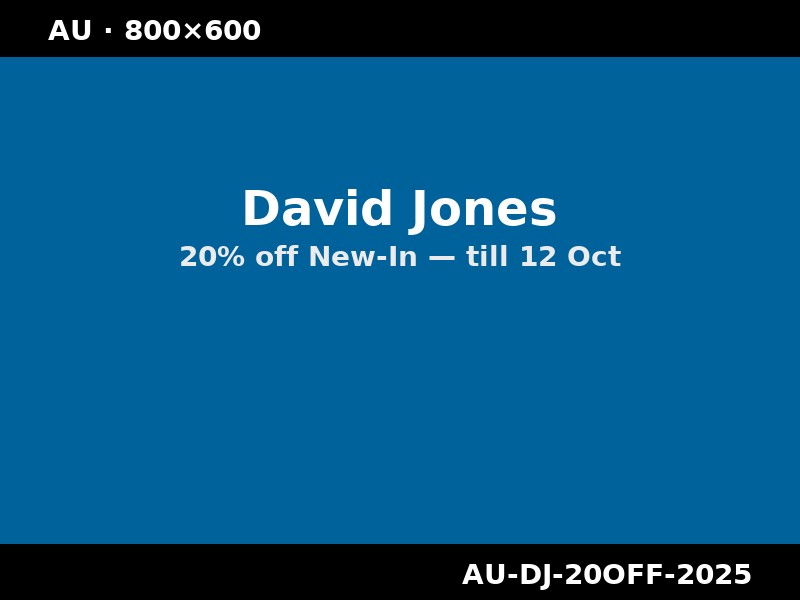 AU · 800×600
David Jones
20% off New-In — till 12 Oct
AU-DJ-20OFF-2025